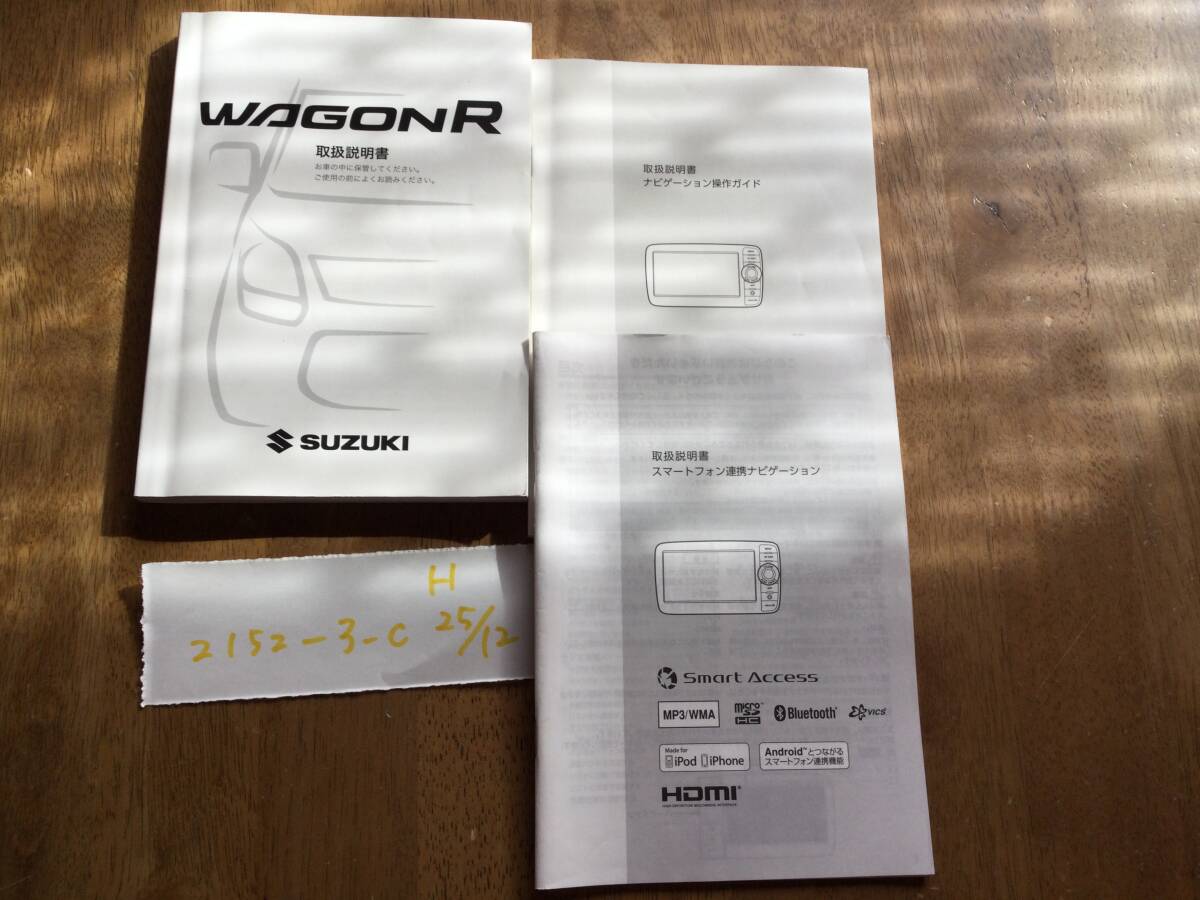 WAGONR
取扱説明書
お車の中に保管してください。
ご使用の前によくお読みください。
SUZUKI
取扱説明書
ナビゲーション操作ガイド
取扱説明書
スマートフォン連携ナビゲーション
Smart Access
MP3/WMA
micro SD HC
Bluetooth
VICS
Made for
iPod iPhone
Android™とつながる
スマートフォン連携機能
HDMI
HIGH-DEFINITION MULTIMEDIA INTERFACE
H
2152-3-C 25/12